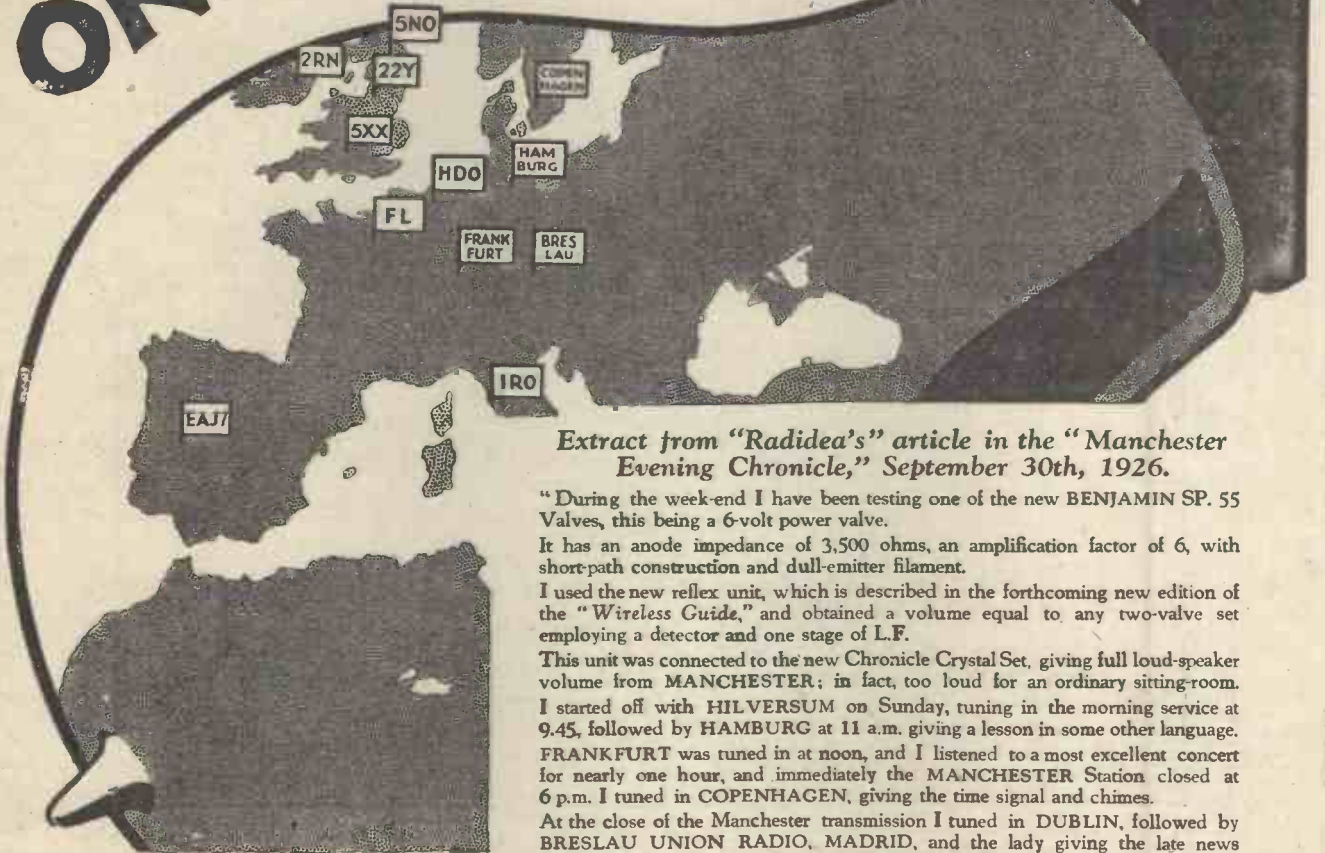 ON
5NO
2RN
22Y
COPEN
HAGEN
5XX
HAM
BURG
HDO
FL
FRANK
FURT
BRES
LAU
IRO
EAJ7
Extract from "Radidea's" article in the "Manchester
Evening Chronicle," September 30th, 1926.
"During the week-end I have been testing one of the new BENJAMIN SP. 55
Valves, this being a 6-volt power valve.
It has an anode impedance of 3,500 ohms, an amplification factor of 6, with
short-path construction and dull-emitter filament.
I used the new reflex unit, which is described in the forthcoming new edition of
the "Wireless Guide," and obtained a volume equal to any two-valve set
employing a detector and one stage of L.F.
This unit was connected to the new Chronicle Crystal Set, giving full loud-speaker
volume from MANCHESTER; in fact, too loud for an ordinary sitting-room.
I started off with HILVERSUM on Sunday, tuning in the morning service at
9.45, followed by HAMBURG at 11 a.m. giving a lesson in some other language.
FRANKFURT was tuned in at noon, and I listened to a most excellent concert
for nearly one hour, and immediately the MANCHESTER Station closed at
6 p.m. I tuned in COPENHAGEN, giving the time signal and chimes.
At the close of the Manchester transmission I tuned in DUBLIN, followed by
BRESLAU UNION RADIO, MADRID, and the lady giving the late news